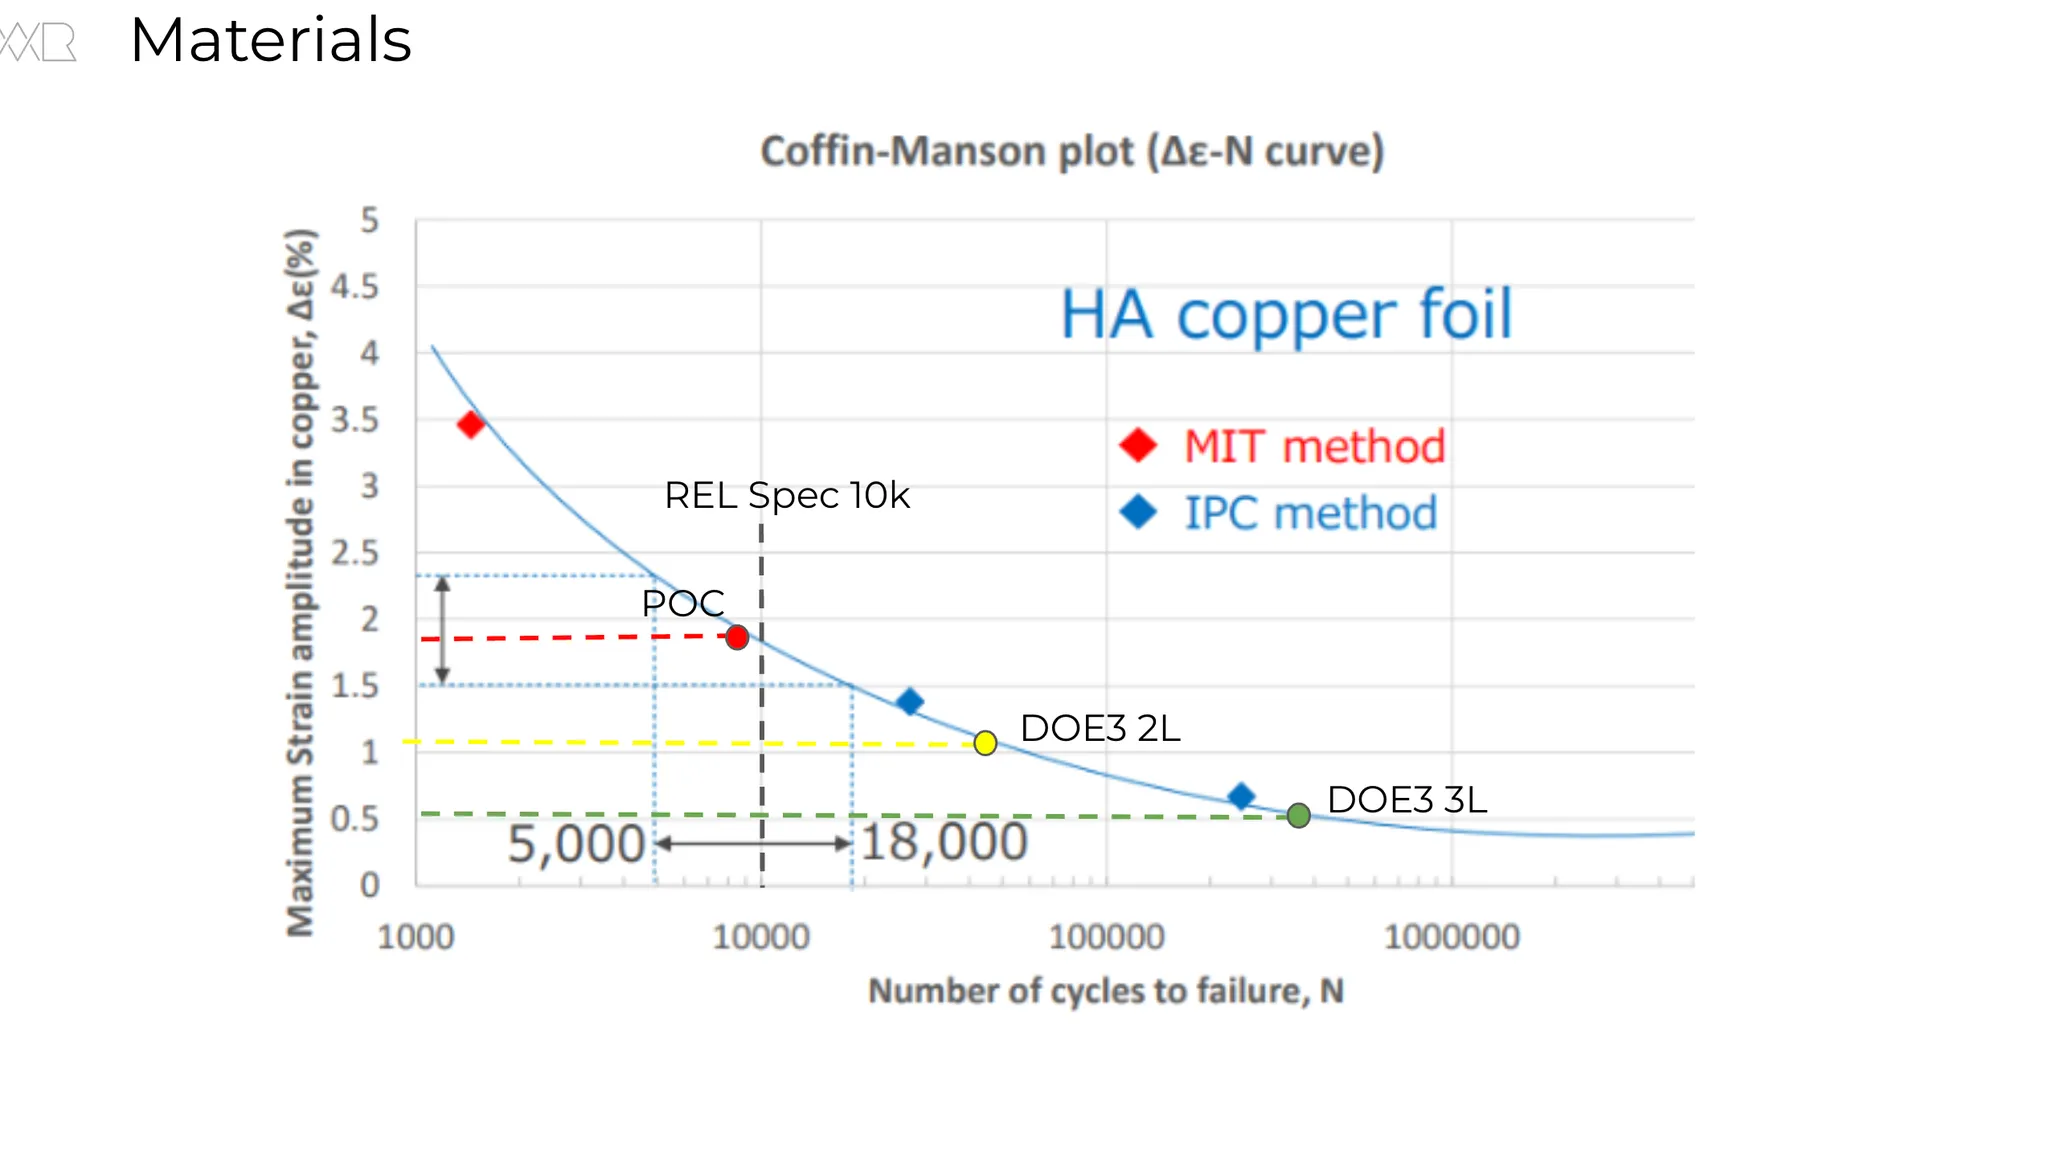 Materials
Coffin-Manson plot (Δε-N curve)
Maximum Strain amplitude in copper, Δε(%)
5
4.5
4
3.5
3
2.5
2
1.5
1
0.5
0
HA copper foil
MIT method
IPC method
REL Spec 10k
POC
DOE3 2L
DOE3 3L
5,000
18,000
1000
10000
100000
1000000
Number of cycles to failure, N